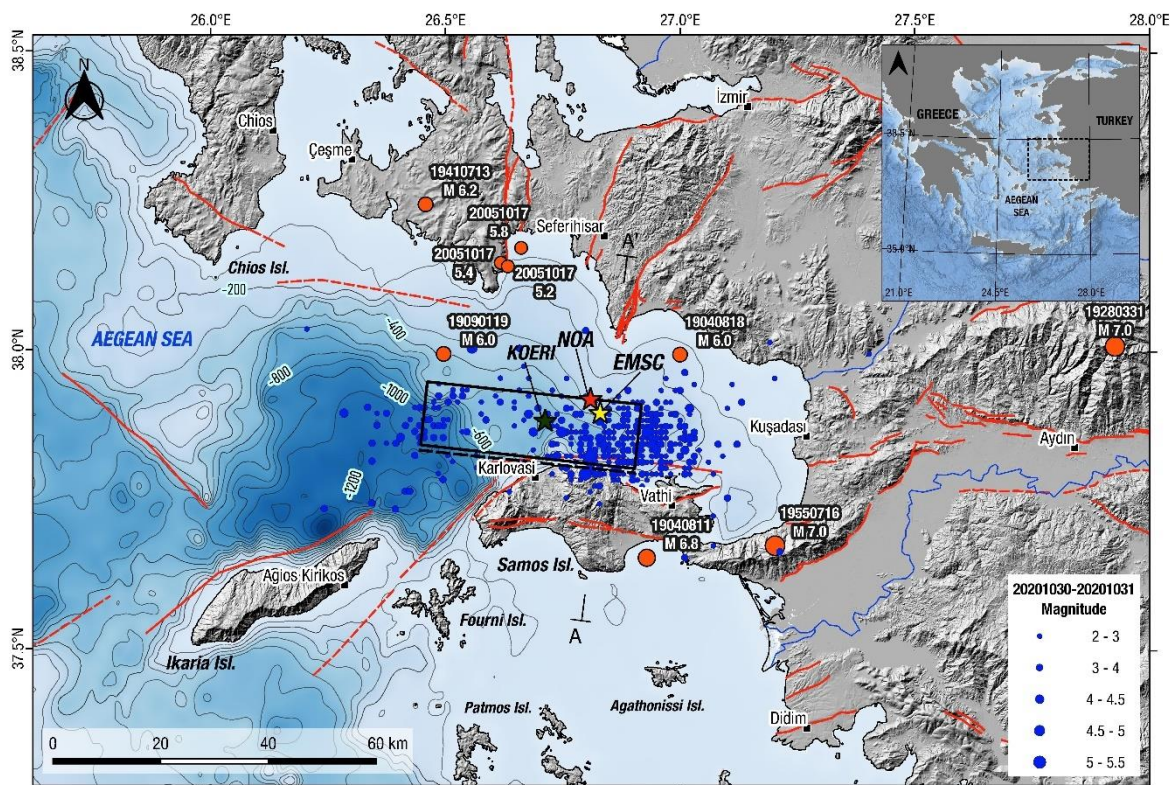 26.0°E
26.5°E
27.0°E
27.5°E
28.0°E
38.5°N
38.0°N
37.5°N
N
Chios
Çeşme
İzmir
19410713
M 6.2
20051017
5.8
Seferihisar
20051017
5.4
20051017
5.2
A'
Chios Isl.
-200
-400
AEGEAN SEA
-800
-1000
19090119
M 6.0
KOERI
NOA
EMSC
19040818
M 6.0
19280331
M 7.0
-600
-1200
Karlovasi
Vathi
Kuşadası
Aydın
19040811
M 6.8
19550716
M 7.0
Samos Isl.
Ağios Kirikos
Fourni Isl.
A
Ikaria Isl.
Patmos Isl.
Agathonissi Isl.
Didim
0
20
40
60 km
GREECE
TURKEY
38.5°N
AEGEAN
SEA
35.0°N
21.0°E
24.5°E
28.0°E
20201030-20201031
Magnitude
2 - 3
3 - 4
4 - 4.5
4.5 - 5
5 - 5.5